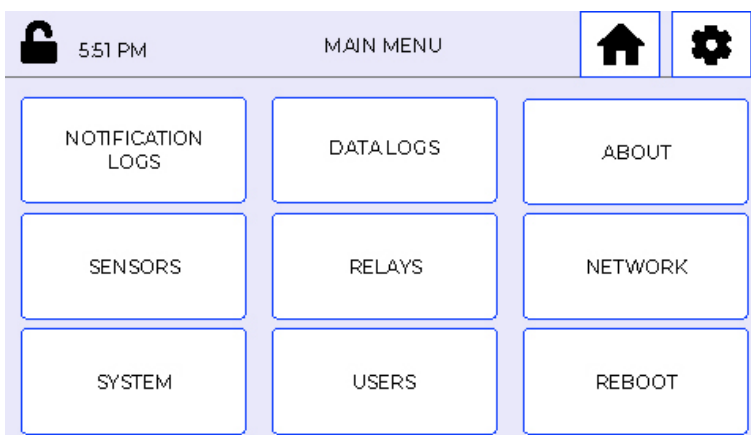 5:51 PM
MAIN MENU
NOTIFICATION
LOGS
DATA LOGS
ABOUT
SENSORS
RELAYS
NETWORK
SYSTEM
USERS
REBOOT